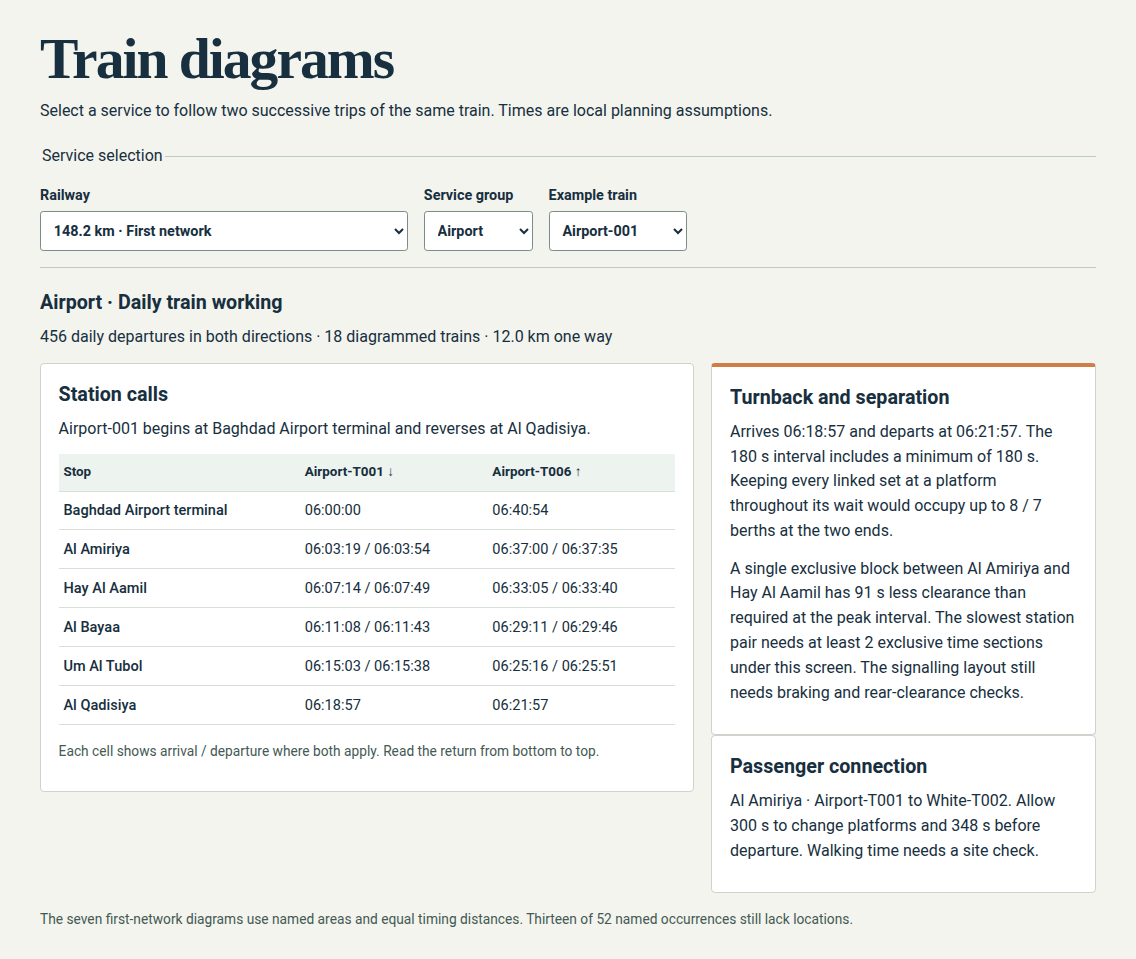 Train diagrams
Select a service to follow two successive trips of the same train. Times are local planning assumptions.
Service selection
Railway
Service group
Example train
148.2 km · First network
Airport
Airport-001
Airport · Daily train working
456 daily departures in both directions · 18 diagrammed trains · 12.0 km one way
Station calls
Airport-001 begins at Baghdad Airport terminal and reverses at Al Qadisiya.
Stop Airport-T001 ↓ Airport-T006 ↑
Baghdad Airport terminal 06:00:00 06:40:54
Al Amiriya 06:03:19 / 06:03:54 06:37:00 / 06:37:35
Hay Al Aamil 06:07:14 / 06:07:49 06:33:05 / 06:33:40
Al Bayaa 06:11:08 / 06:11:43 06:29:11 / 06:29:46
Um Al Tubol 06:15:03 / 06:15:38 06:25:16 / 06:25:51
Al Qadisiya 06:18:57 06:21:57
Each cell shows arrival / departure where both apply. Read the return from bottom to top.
Turnback and separation
Arrives 06:18:57 and departs at 06:21:57. The
180 s interval includes a minimum of 180 s.
Keeping every linked set at a platform
throughout its wait would occupy up to 8 / 7
berths at the two ends.
A single exclusive block between Al Amiriya and
Hay Al Aamil has 91 s less clearance than
required at the peak interval. The slowest station
pair needs at least 2 exclusive time sections
under this screen. The signalling layout still
needs braking and rear-clearance checks.
Passenger connection
Al Amiriya · Airport-T001 to White-T002. Allow
300 s to change platforms and 348 s before
departure. Walking time needs a site check.
The seven first-network diagrams use named areas and equal timing distances. Thirteen of 52 named occurrences still lack locations.